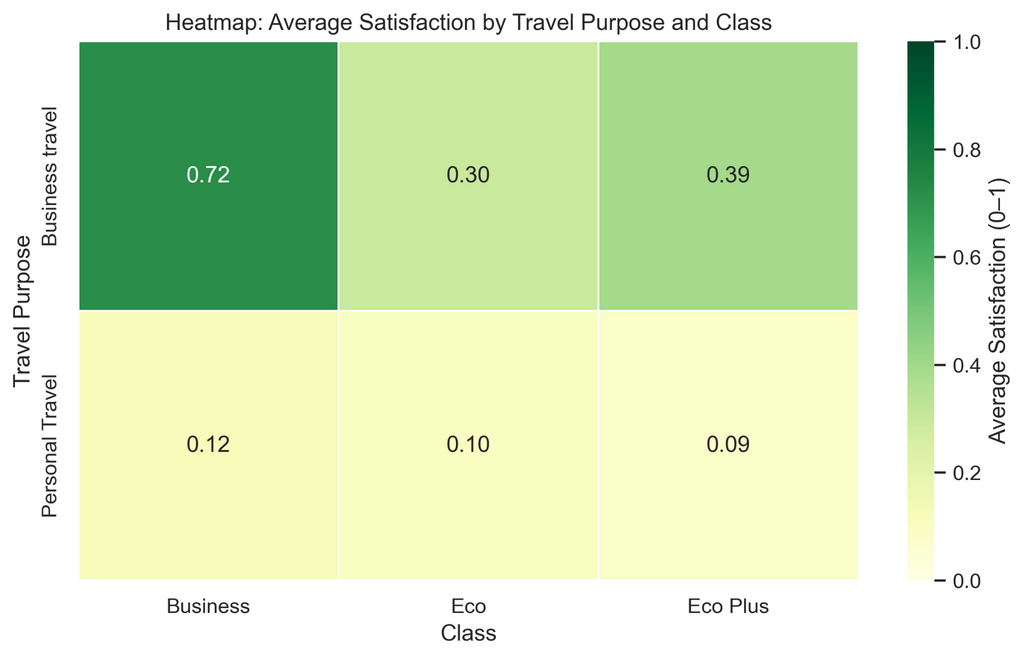 Heatmap: Average Satisfaction by Travel Purpose and Class
Travel Purpose
Business travel
0.72
0.30
0.39
Personal Travel
0.12
0.10
0.09
Business
Eco
Eco Plus
Class
1.0
0.8
0.6
0.4
0.2
0.0
Average Satisfaction (0–1)